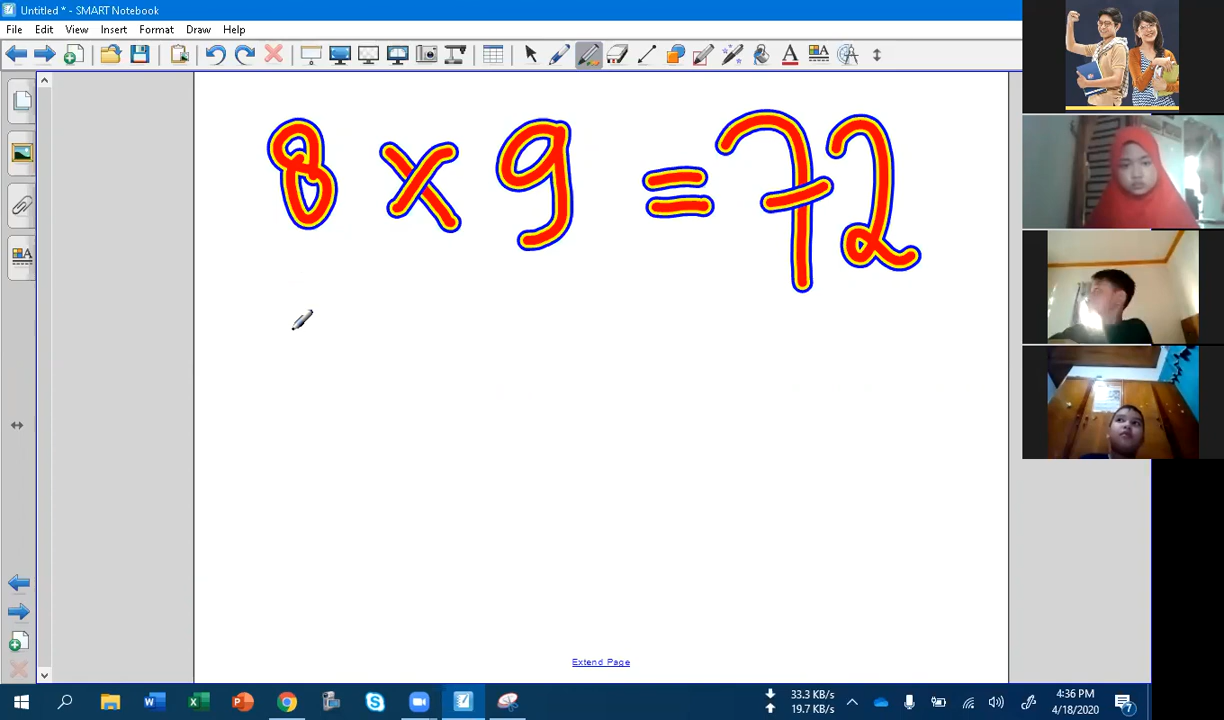 Untitled * - SMART Notebook
File Edit View Insert Format Draw Help
8 × 9 = 72
Extend Page
33.3 KB/s
19.7 KB/s
4:36 PM
4/18/2020
7